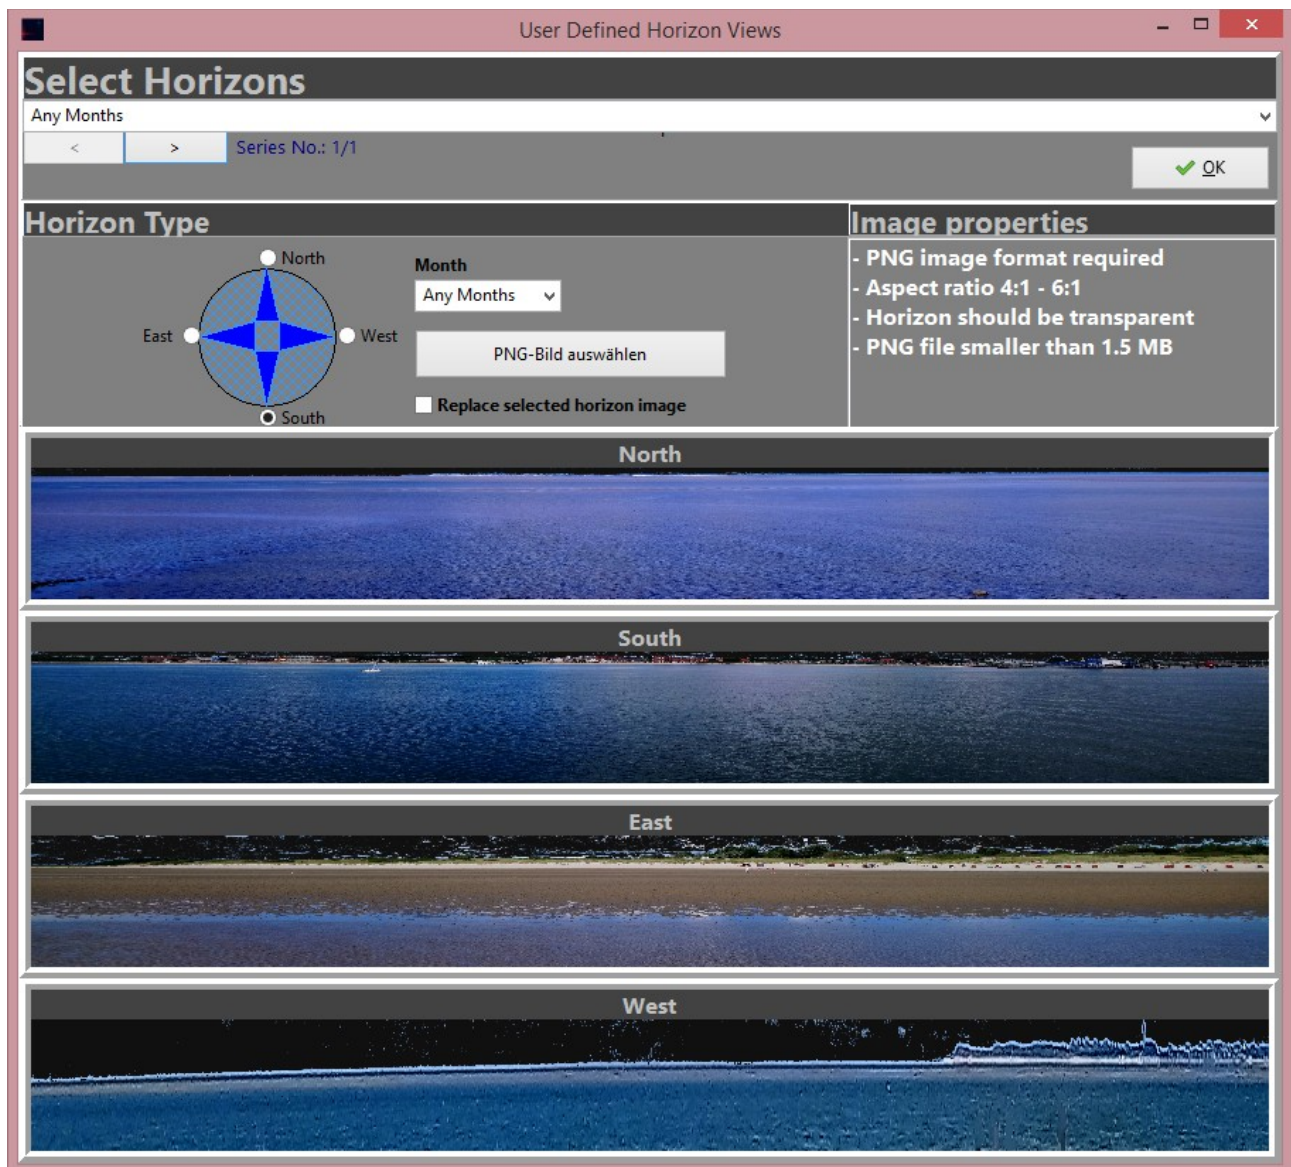 User Defined Horizon Views
Select Horizons
Any Months
< > Series No.: 1/1
OK
Horizon Type
Image properties
North
East
West
South
Month
Any Months
PNG-Bild auswählen
Replace selected horizon image
- PNG image format required
- Aspect ratio 4:1 - 6:1
- Horizon should be transparent
- PNG file smaller than 1.5 MB
North
South
East
West